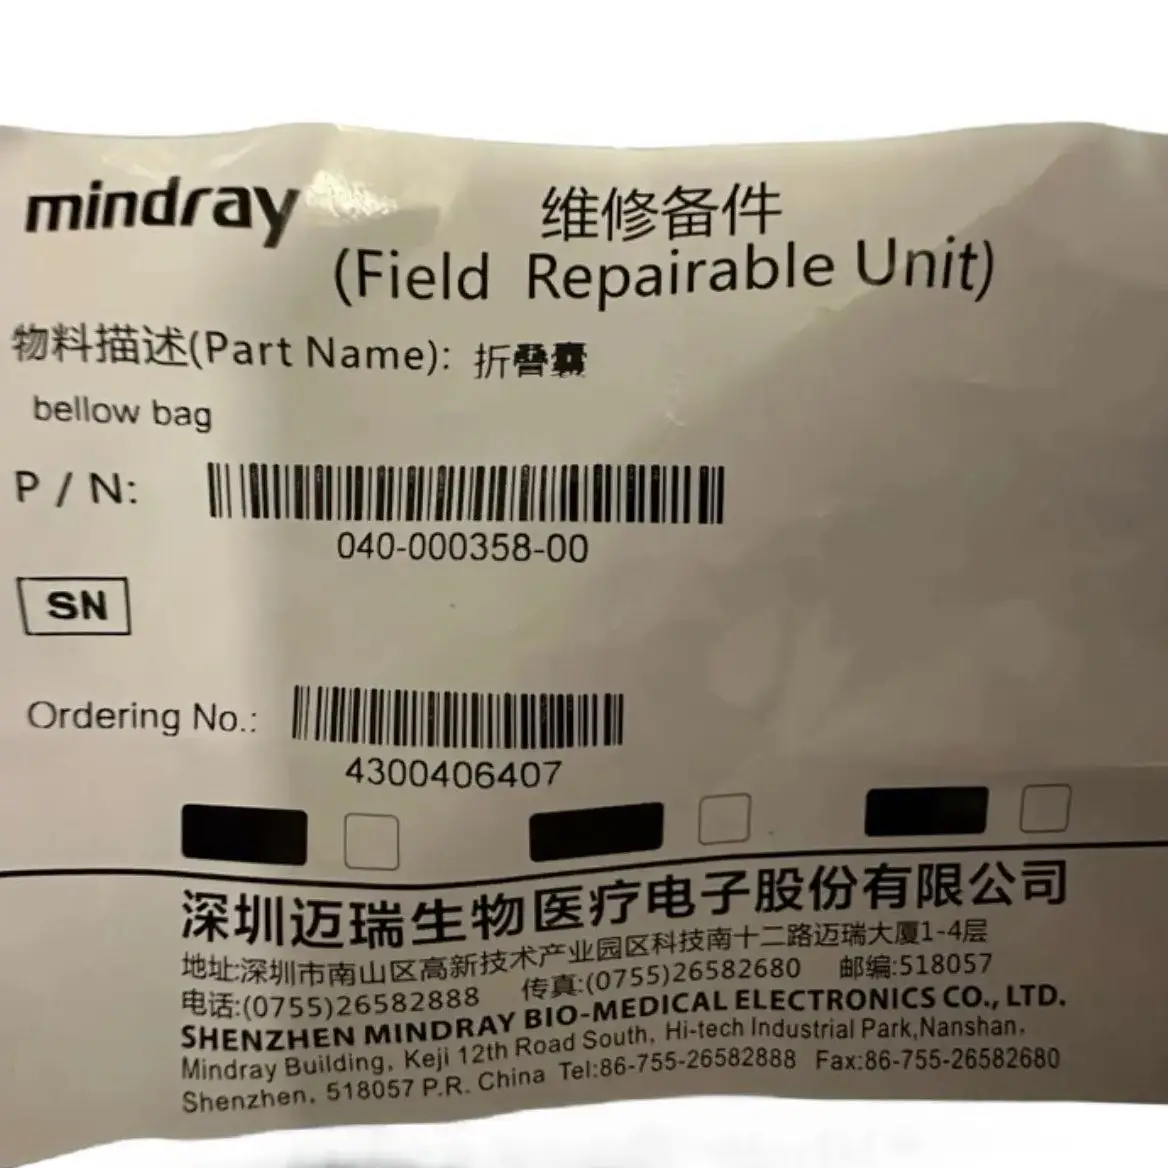 mindray
维修备件
(Field Repairable Unit)
物料描述(Part Name): 折叠囊
bellow bag
P / N:
040-000358-00
SN
Ordering No.:
4300406407
深圳迈瑞生物医疗电子股份有限公司
地址:深圳市南山区高新技术产业园区科技南十二路迈瑞大厦1-4层
电话:(0755)26582888 传真:(0755)26582680 邮编:518057
SHENZHEN MINDRAY BIO-MEDICAL ELECTRONICS CO., LTD.
Mindray Building, Keji 12th Road South, Hi-tech Industrial Park,Nanshan,
Shenzhen, 518057 P.R. China Tel:86-755-26582888 Fax:86-755-26582680